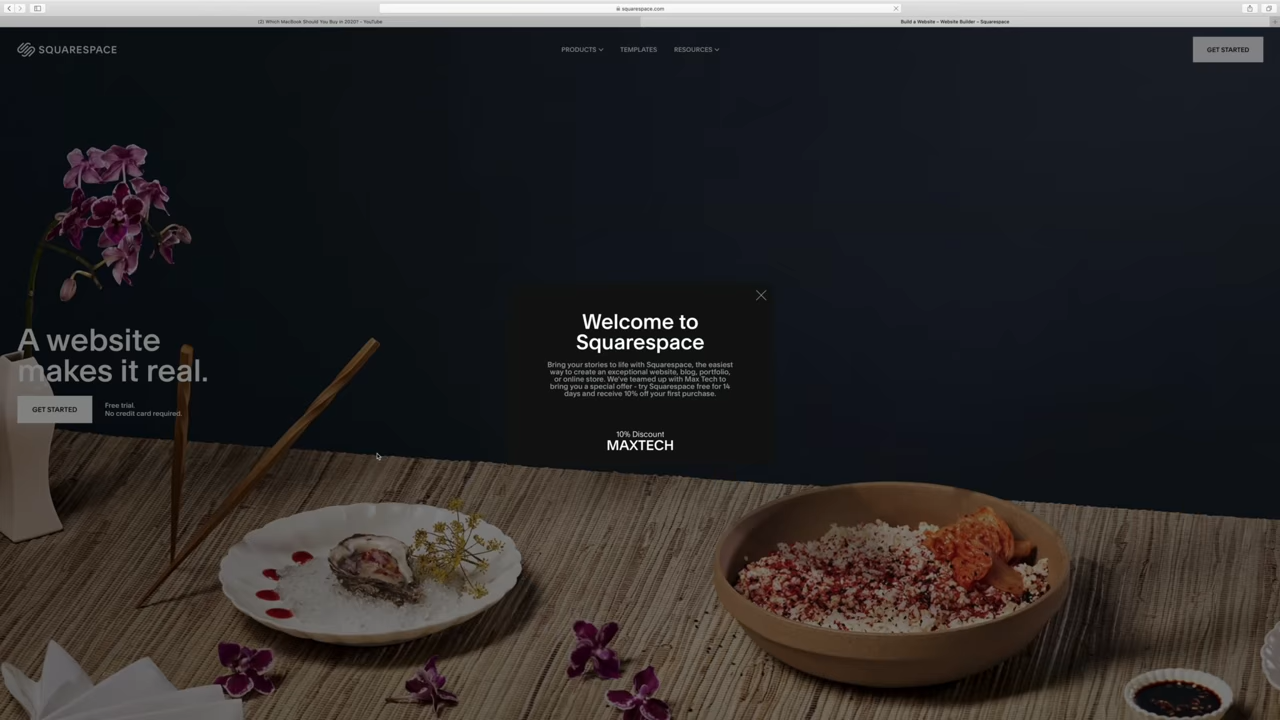 squarespace.com
(2) Which MacBook Should You Buy in 2020? - YouTube
Build a Website – Website Builder – Squarespace
SQUARESPACE
PRODUCTS
TEMPLATES
RESOURCES
GET STARTED
A website
makes it real.
GET STARTED
Free trial.
No credit card required.
Welcome to
Squarespace
Bring your stories to life with Squarespace, the easiest
way to create an exceptional website, blog, portfolio,
or online store. We've teamed up with Max Tech to
bring you a special offer - try Squarespace free for 14
days and receive 10% off your first purchase.
10% Discount
MAXTECH